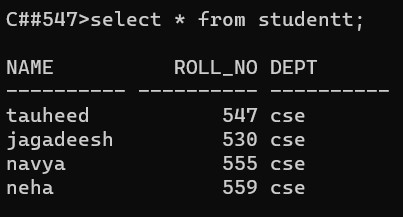 C##547>select * from studentt;
NAME          ROLL_NO DEPT
---------- ---------- ----------
tauheed           547 cse
jagadeesh         530 cse
navya             555 cse
neha              559 cse